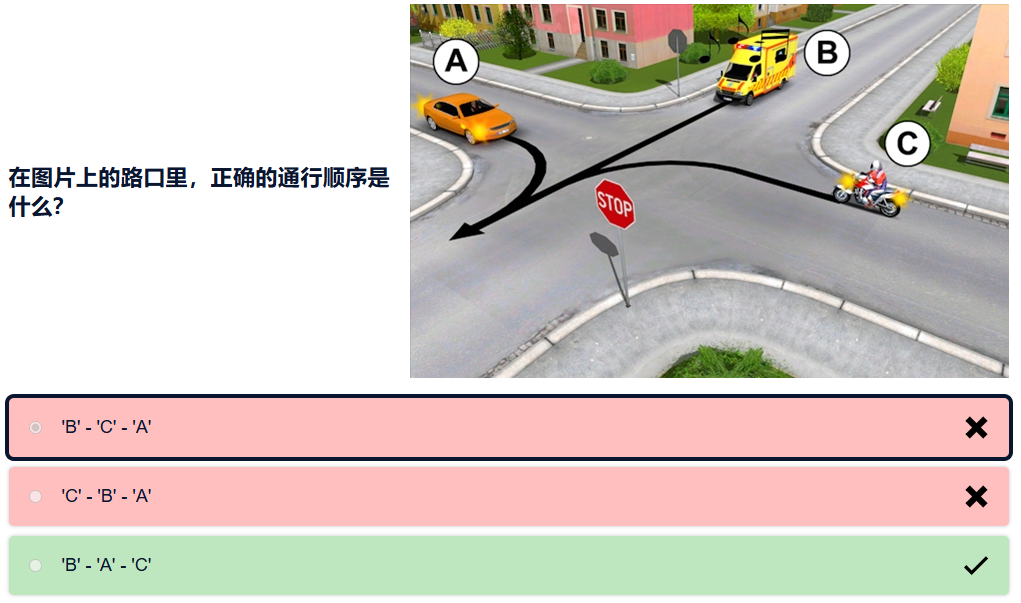 在图片上的路口里，正确的通行顺序是
什么?
A
B
C
STOP
'B' - 'C' - 'A'
'C' - 'B' - 'A'
'B' - 'A' - 'C'